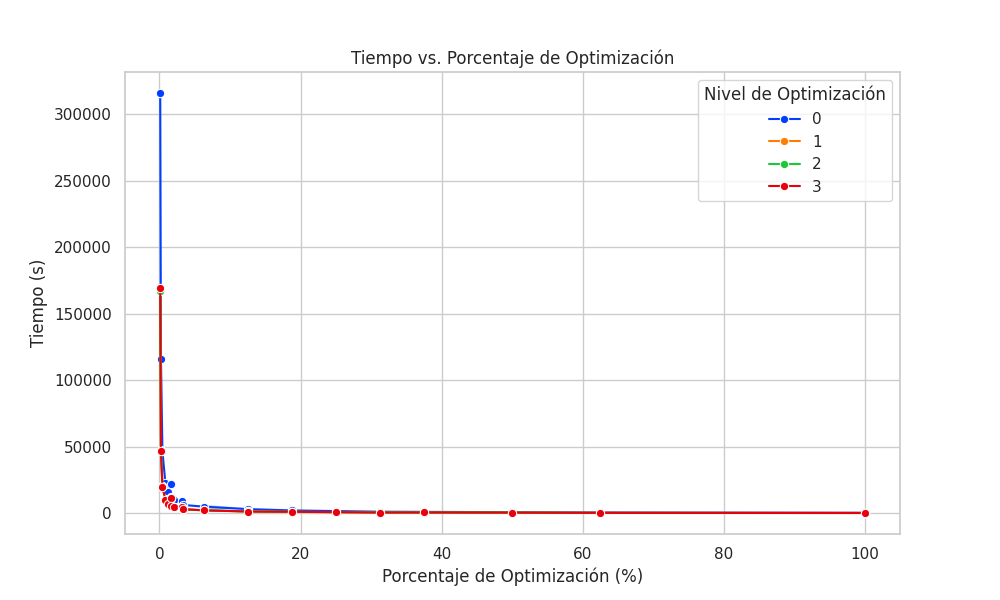 Tiempo vs. Porcentaje de Optimización
Nivel de Optimización
0
1
2
3
300000
250000
200000
150000
100000
50000
0
Tiempo (s)
0 20 40 60 80 100
Porcentaje de Optimización (%)